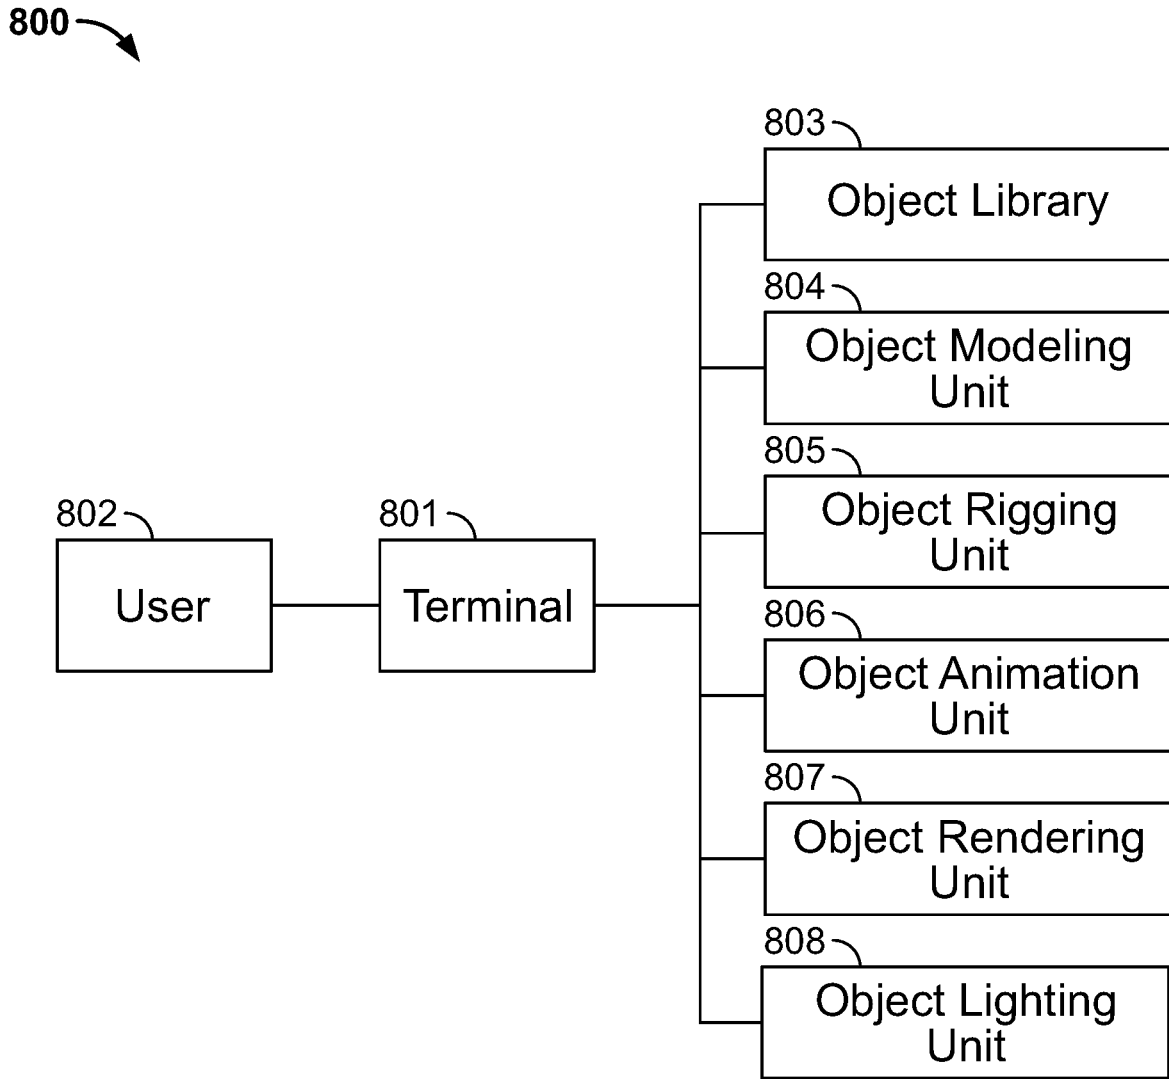 800
803
Object Library
804
Object Modeling
Unit
805
Object Rigging
Unit
802
User
801
Terminal
806
Object Animation
Unit
807
Object Rendering
Unit
808
Object Lighting
Unit